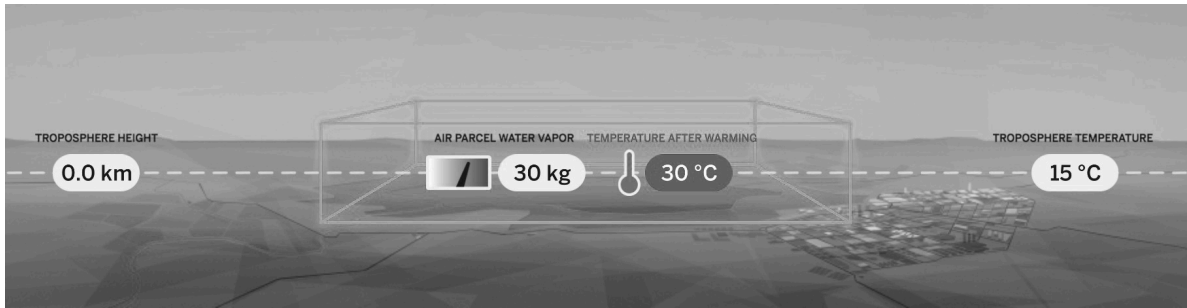 TROPOSPHERE HEIGHT
AIR PARCEL WATER VAPOR
TEMPERATURE AFTER WARMING
TROPOSPHERE TEMPERATURE
0.0 km
30 kg
30 °C
15 °C